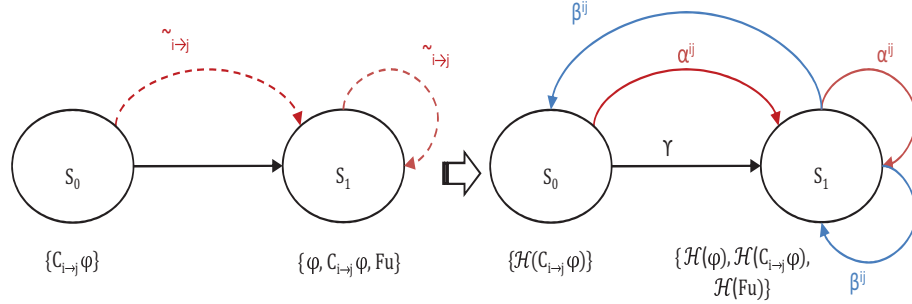 ~i→j
~i→j
S0
S1
{Ci→jφ}
{φ, Ci→jφ, Fu}
βij
αij
αij
ϒ
S0
S1
βij
{ℋ(Ci→jφ)}
{ℋ(φ), ℋ(Ci→jφ),
ℋ(Fu)}